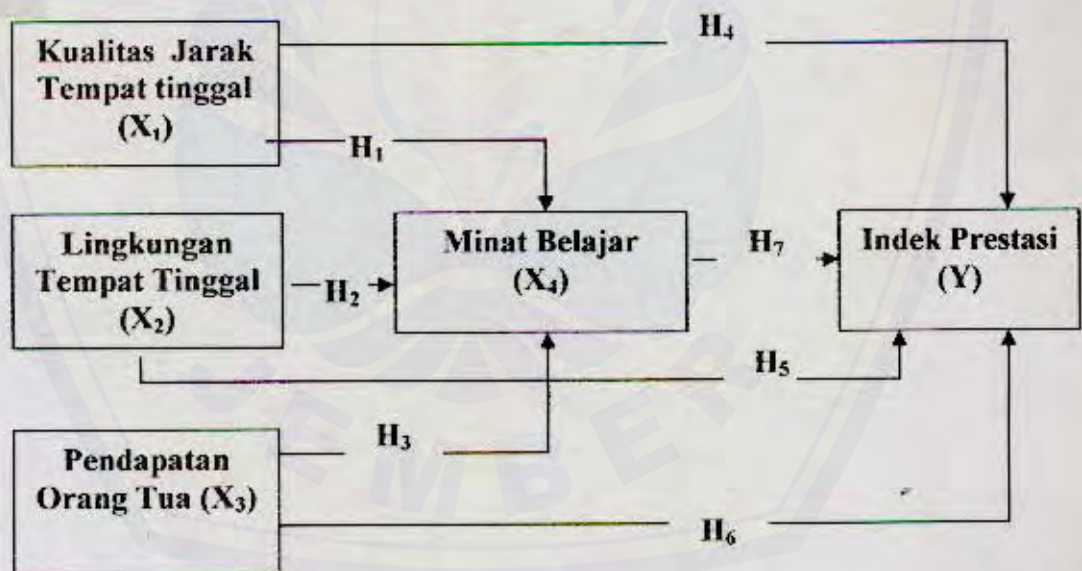 Kualitas Jarak
Tempat tinggal
(X₁)
H₄
H₁
Lingkungan
Tempat Tinggal
(X₂)
H₂
Minat Belajar
(X₄)
H₇
Indek Prestasi
(Y)
H₅
Pendapatan
Orang Tua (X₃)
H₃
H₆
JEMBER